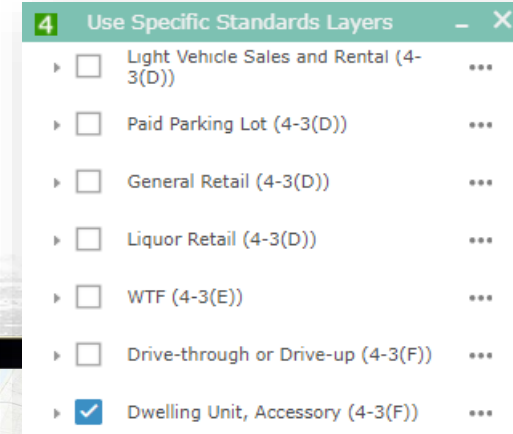 4 Use Specific Standards Layers
Light Vehicle Sales and Rental (4-
3(D))
Paid Parking Lot (4-3(D))
General Retail (4-3(D))
Liquor Retail (4-3(D))
WTF (4-3(E))
Drive-through or Drive-up (4-3(F))
Dwelling Unit, Accessory (4-3(F))